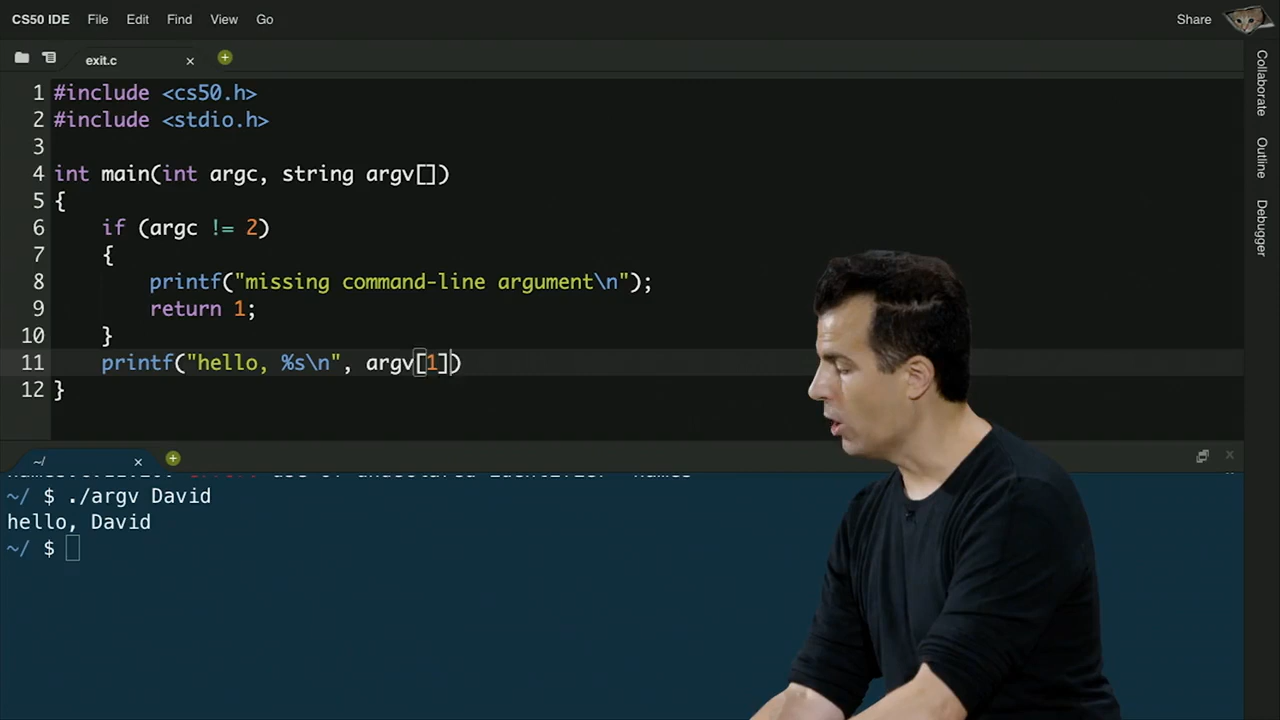 CS50 IDE File Edit Find View Go Share
exit.c
Collaborate
Outline
Debugger
1 #include <cs50.h>
2 #include <stdio.h>
3
4 int main(int argc, string argv[])
5 {
6 if (argc != 2)
7 {
8 printf("missing command-line argument\n");
9 return 1;
10 }
11 printf("hello, %s\n", argv[1])
12 }
~/
~/ $ ./argv David
hello, David
~/ $